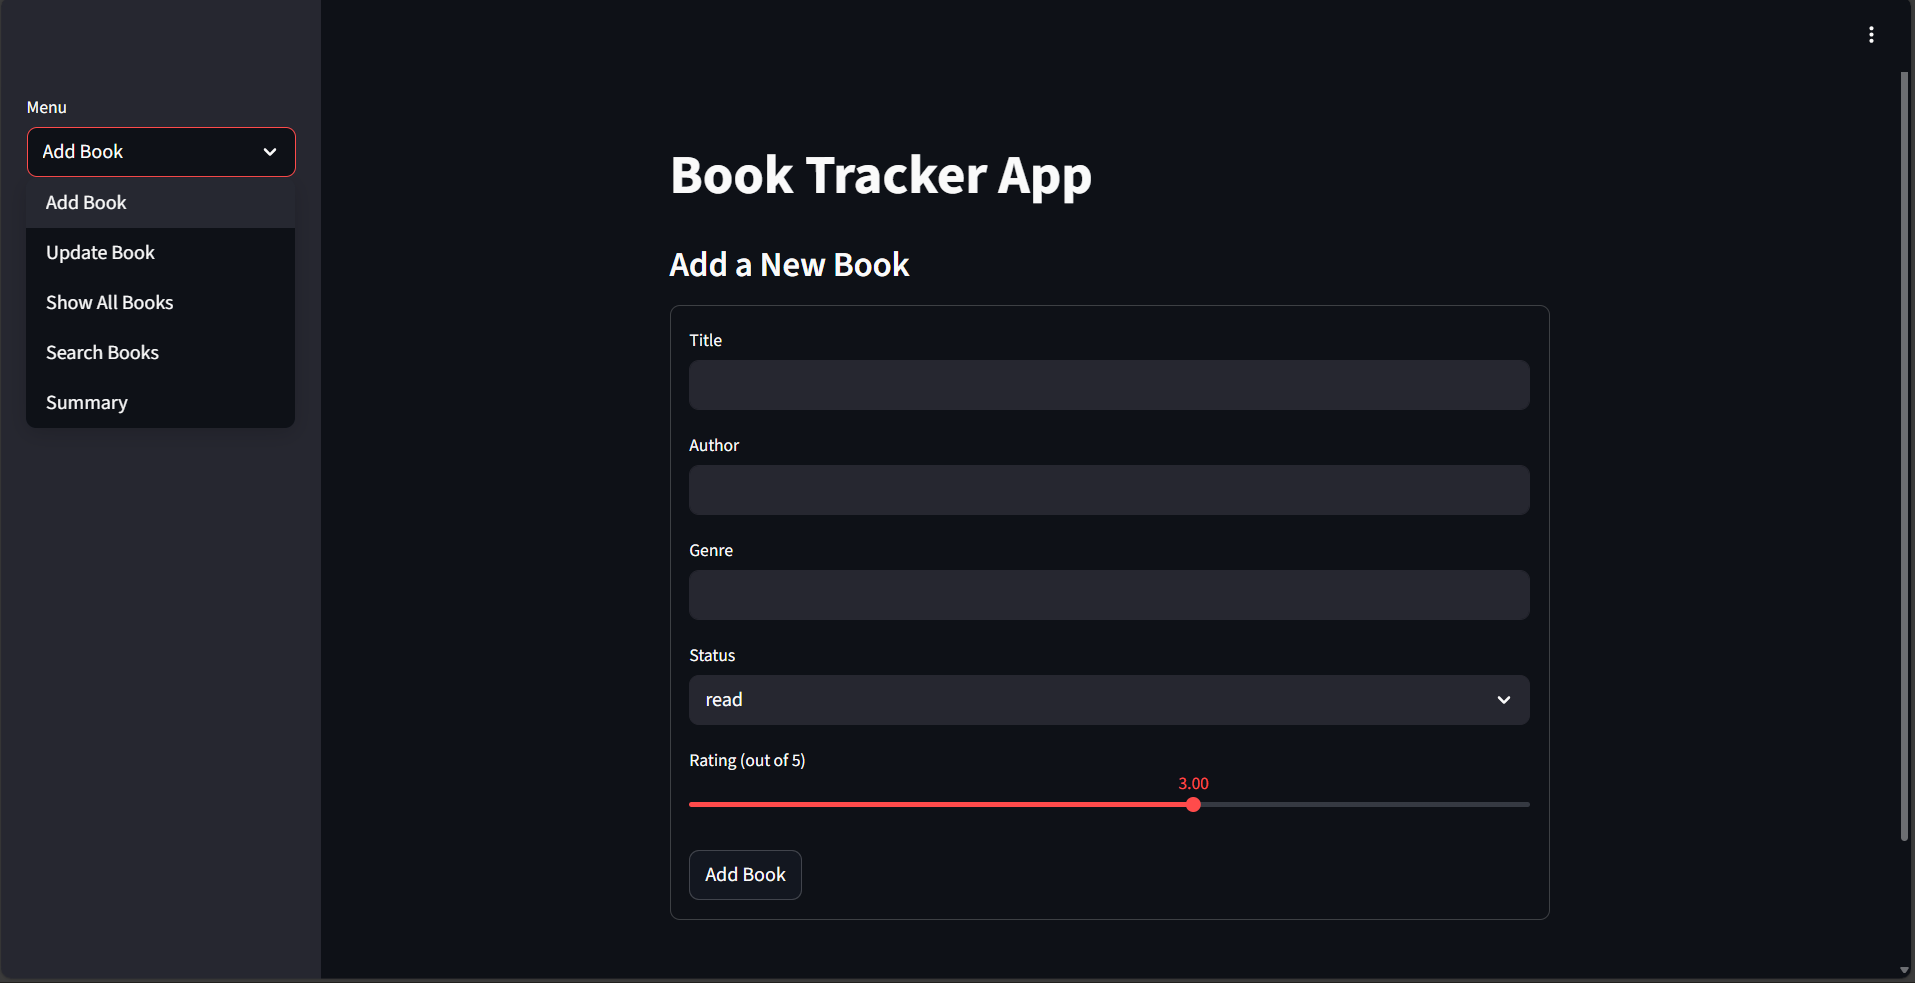 Menu
Add Book
Add Book
Update Book
Show All Books
Search Books
Summary
Book Tracker App
Add a New Book
Title
Author
Genre
Status
read
Rating (out of 5)
3.00
Add Book